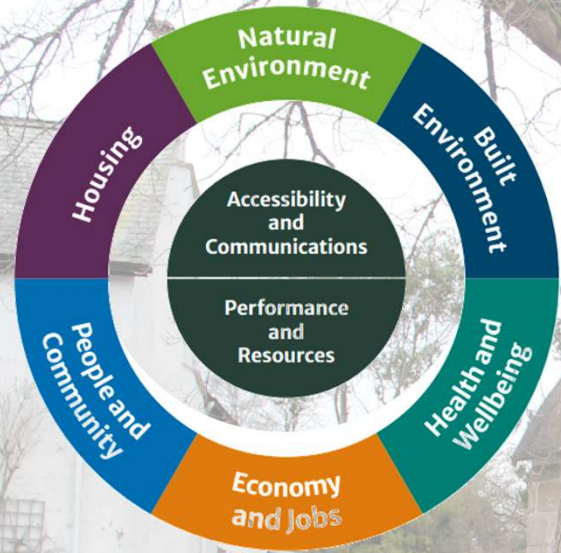 Natural
Environment
Built
Environment
Health and
Wellbeing
Economy
and Jobs
People and
Community
Housing
Accessibility
and
Communications
Performance
and
Resources